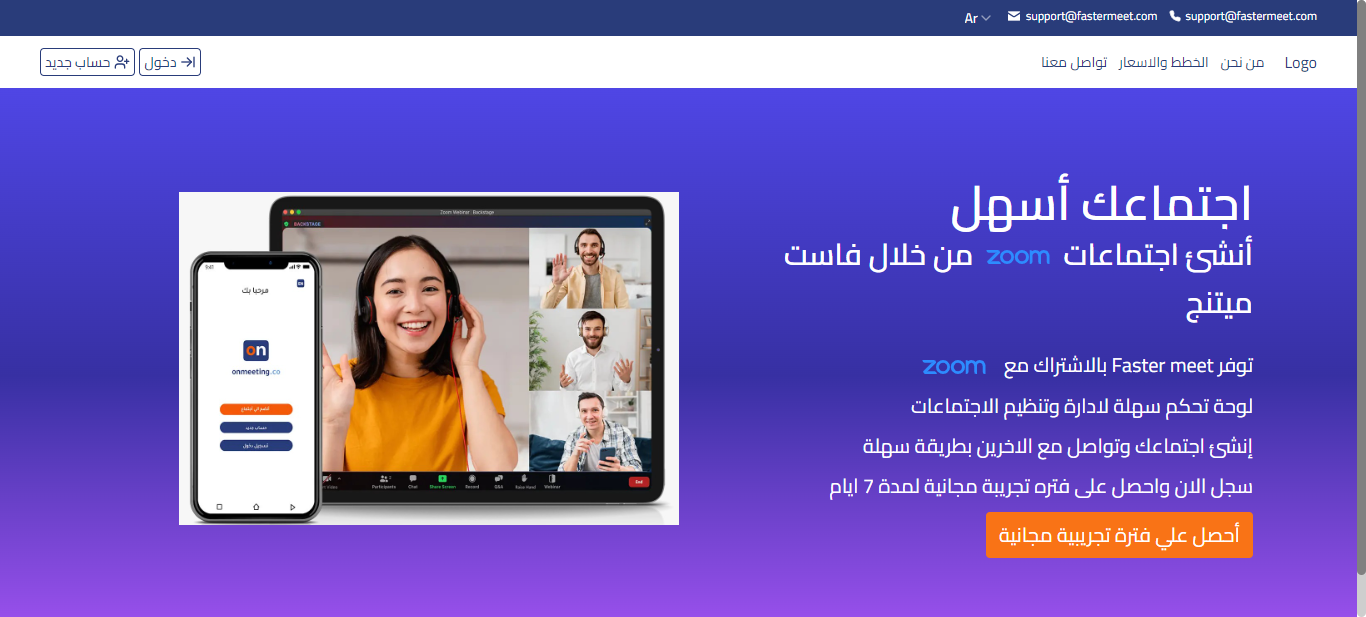 Ar support@fastermeet.com support@fastermeet.com
Logo من نحن الخطط والاسعار تواصل معنا دخول حساب جديد
اجتماعك أسهل
أنشئ اجتماعات zoom من خلال فاست
ميتنج
توفر Faster meet بالاشتراك مع zoom
لوحة تحكم سهلة لادارة وتنظيم الاجتماعات
إنشئ اجتماعك وتواصل مع الاخرين بطريقة سهلة
سجل الان واحصل على فتره تجريبة مجانية لمدة 7 ايام
أحصل علي فترة تجريبية مجانية
Zoom Webinar - Backstage
BACKSTAGE
9:41
مرحبا بك
on
onmeeting.co
حساب جديد
تسجيل دخول
Participants Chat Share Screen Record Q&A Raise Hand Webinar End